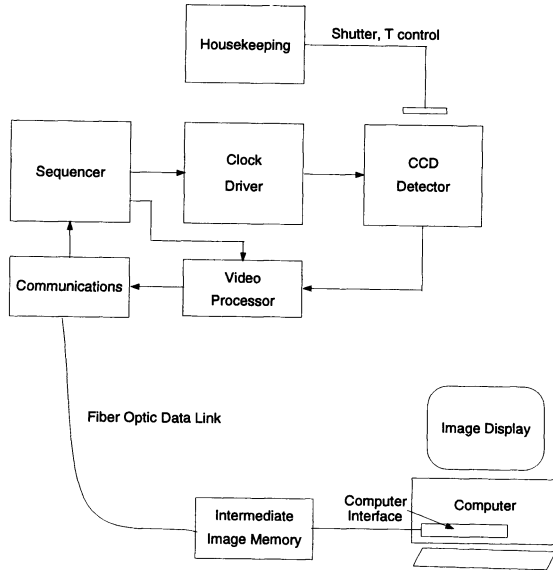 Housekeeping
Shutter, T control
Sequencer
Clock
Driver
CCD
Detector
Communications
Video
Processor
Fiber Optic Data Link
Image Display
Intermediate
Image Memory
Computer
Interface
Computer